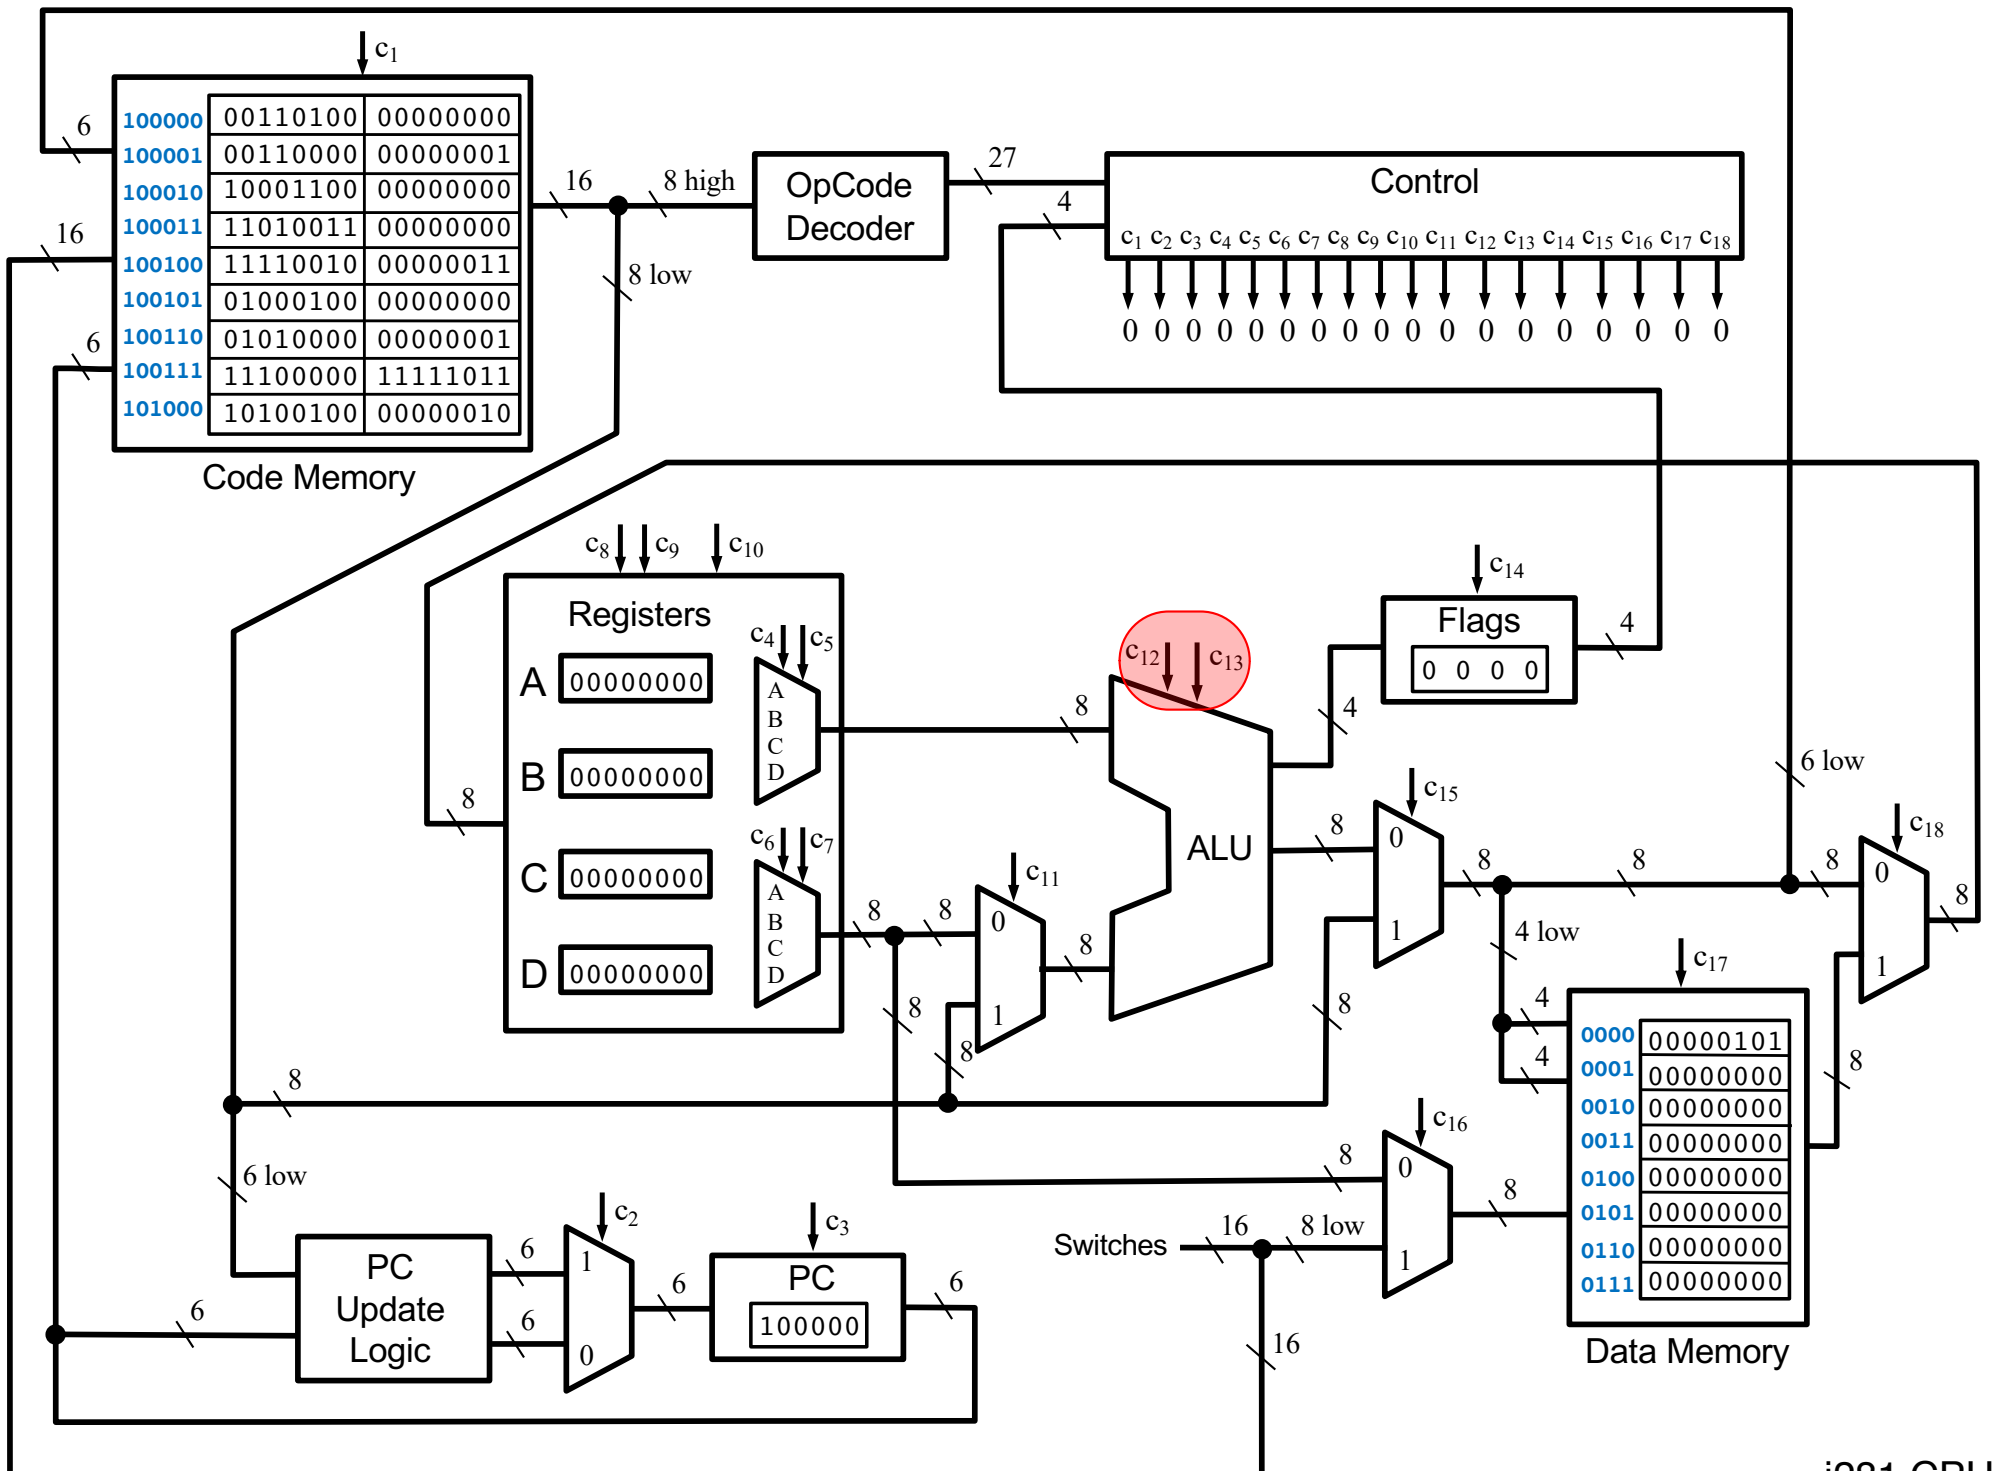 c1
6
100000 00110100 00000000
100001 00110000 00000001
100010 10001100 00000000
100011 11010011 00000000
100100 11110010 00000011
100101 01000100 00000000
100110 01010000 00000001
100111 11100000 11111011
101000 10100100 00000010
16
6
Code Memory
16
8 high
8 low
OpCode
Decoder
27
4
Control
c1 c2 c3 c4 c5 c6 c7 c8 c9 c10 c11 c12 c13 c14 c15 c16 c17 c18
0 0 0 0 0 0 0 0 0 0 0 0 0 0 0 0 0 0
c8 c9 c10
Registers
A 00000000
B 00000000
C 00000000
D 00000000
c4 c5
A
B
C
D
c6 c7
A
B
C
D
8
8
8
8
8
c11
0
1
8
8
c12 c13
ALU
8
c14
Flags
0 0 0 0
4
4
8
c15
0
1
8
8
8
6 low
8
c18
0
1
8
4 low
4
4
c17
0000 00000101
0001 00000000
0010 00000000
0011 00000000
0100 00000000
0101 00000000
0110 00000000
0111 00000000
Data Memory
8
8
c16
0
1
8
8
Switches
16
8 low
16
6 low
6
PC
Update
Logic
6
6
c2
1
0
6
c3
PC
100000
6